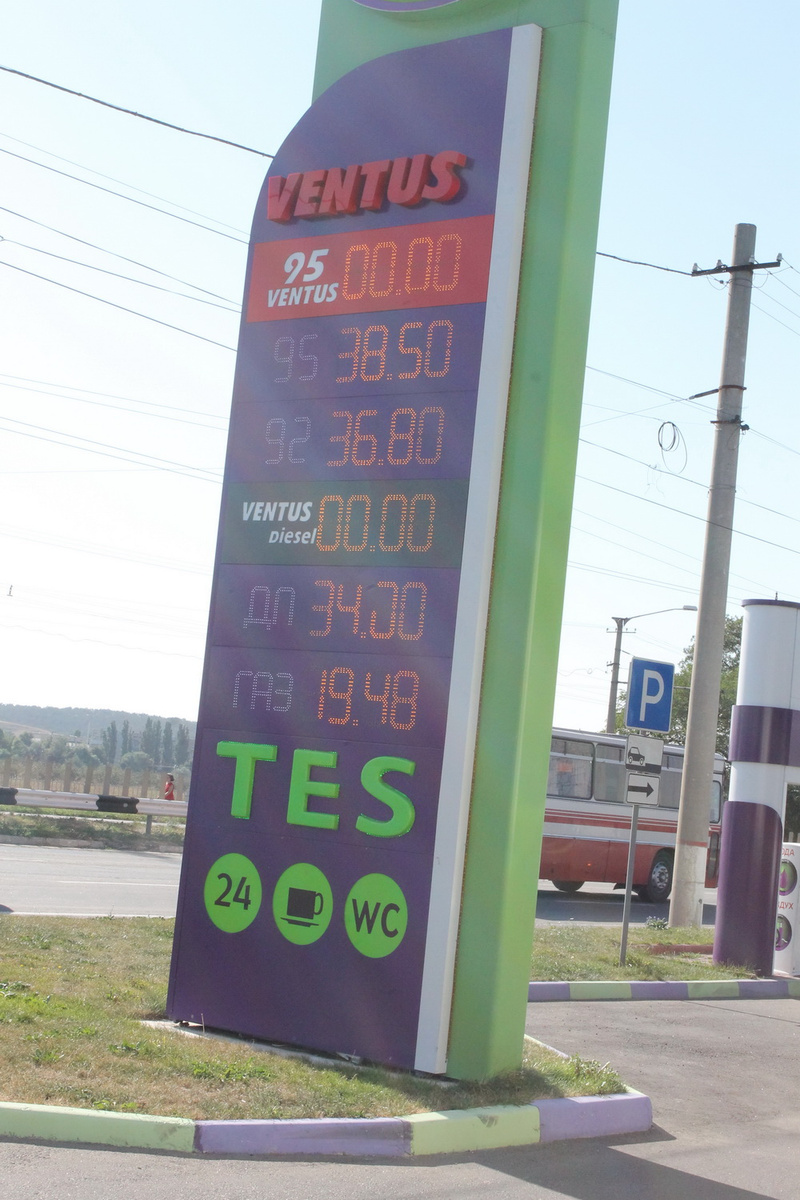 VENTUS
95 VENTUS 00.00
95 38.50
92 36.80
VENTUS Diesel 00.00
ДП 34.00
ГАЗ 19.48
TES
24 WC
P